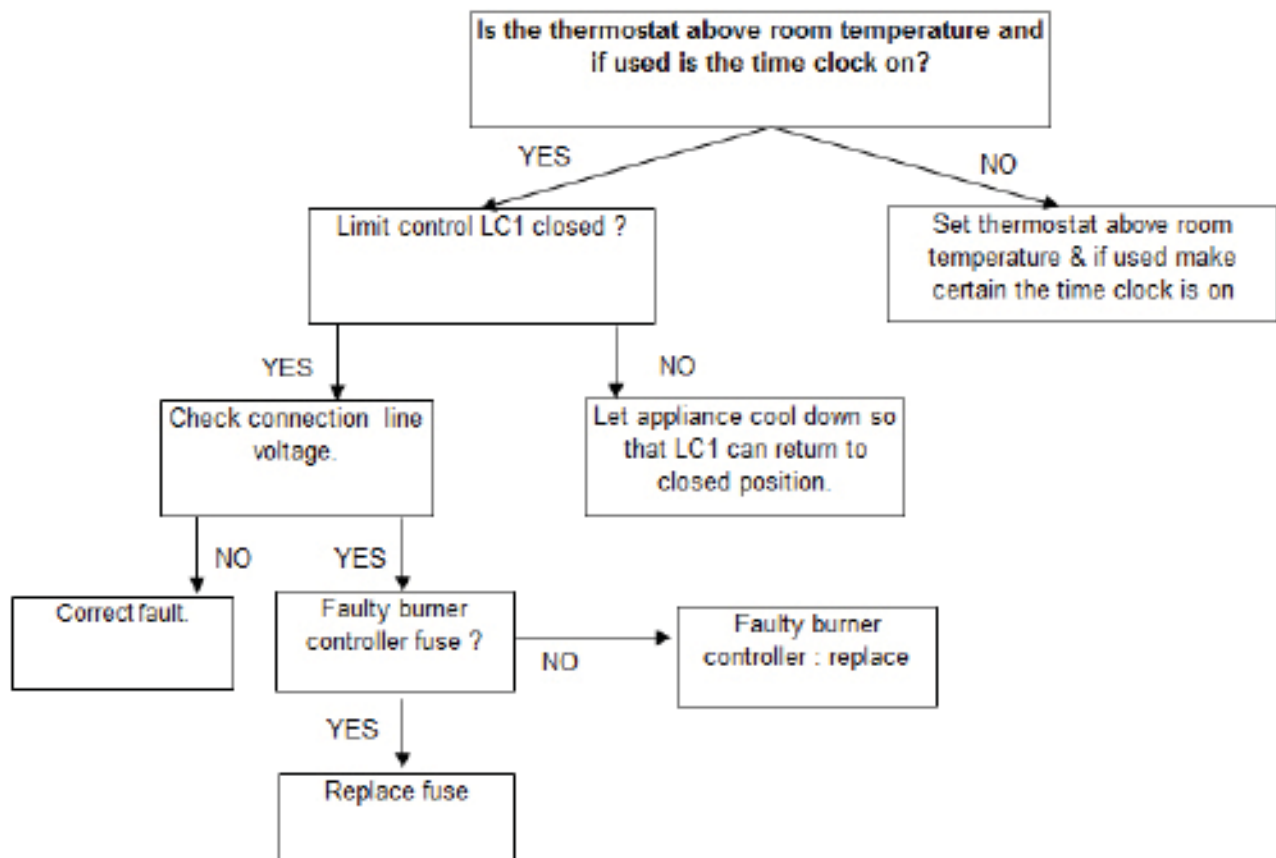 Is the thermostat above room temperature and
if used is the time clock on?
YES
NO
Limit control LC1 closed ?
Set thermostat above room
temperature & if used make
certain the time clock is on
YES
NO
Check connection line
voltage.
Let appliance cool down so
that LC1 can return to
closed position.
NO
YES
Correct fault.
Faulty burner
controller fuse ?
NO
Faulty burner
controller : replace
YES
Replace fuse